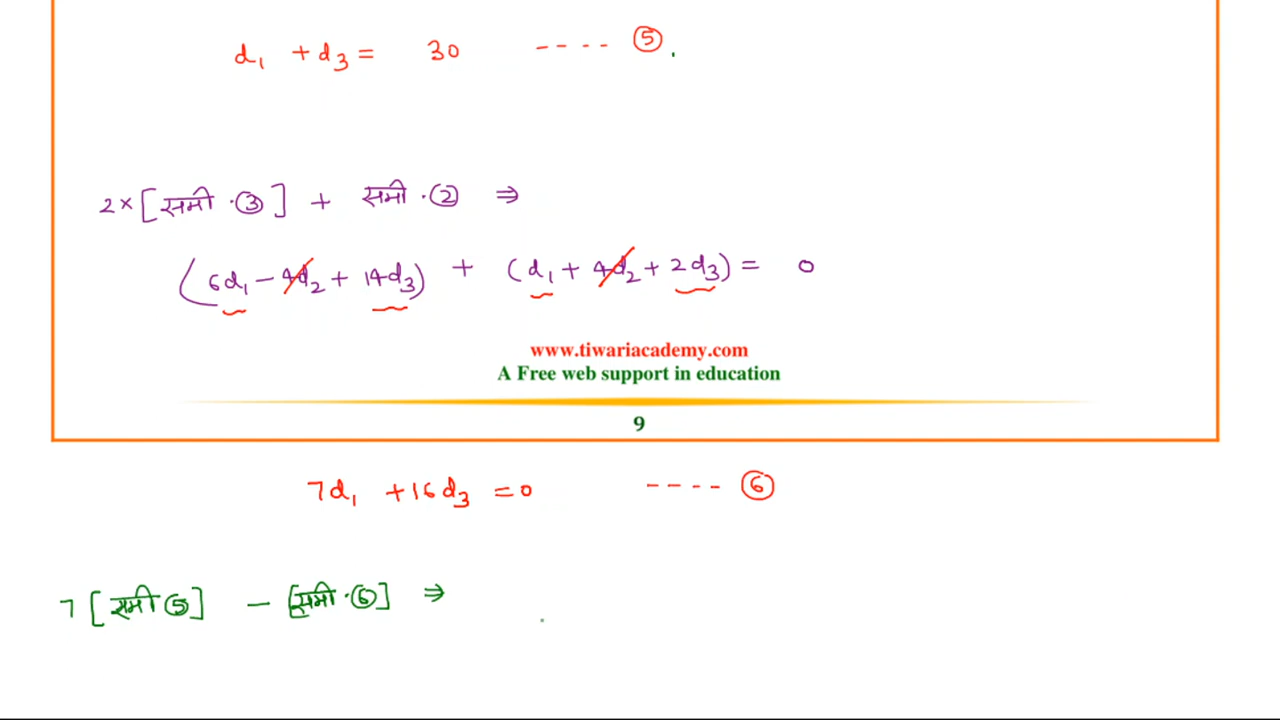 d₁ + d₃ = 30 ---- ⑤.
2 × [समी · ③] + समी · ② ⇒
(6d₁ − 4d₂ + 14d₃) + (d₁ + 4d₂ + 2d₃) = 0
www.tiwariacademy.com
A Free web support in education
9
7d₁ + 16d₃ = 0 ---- ⑥
7 [समी ⑤] − [समी · ⑥] ⇒